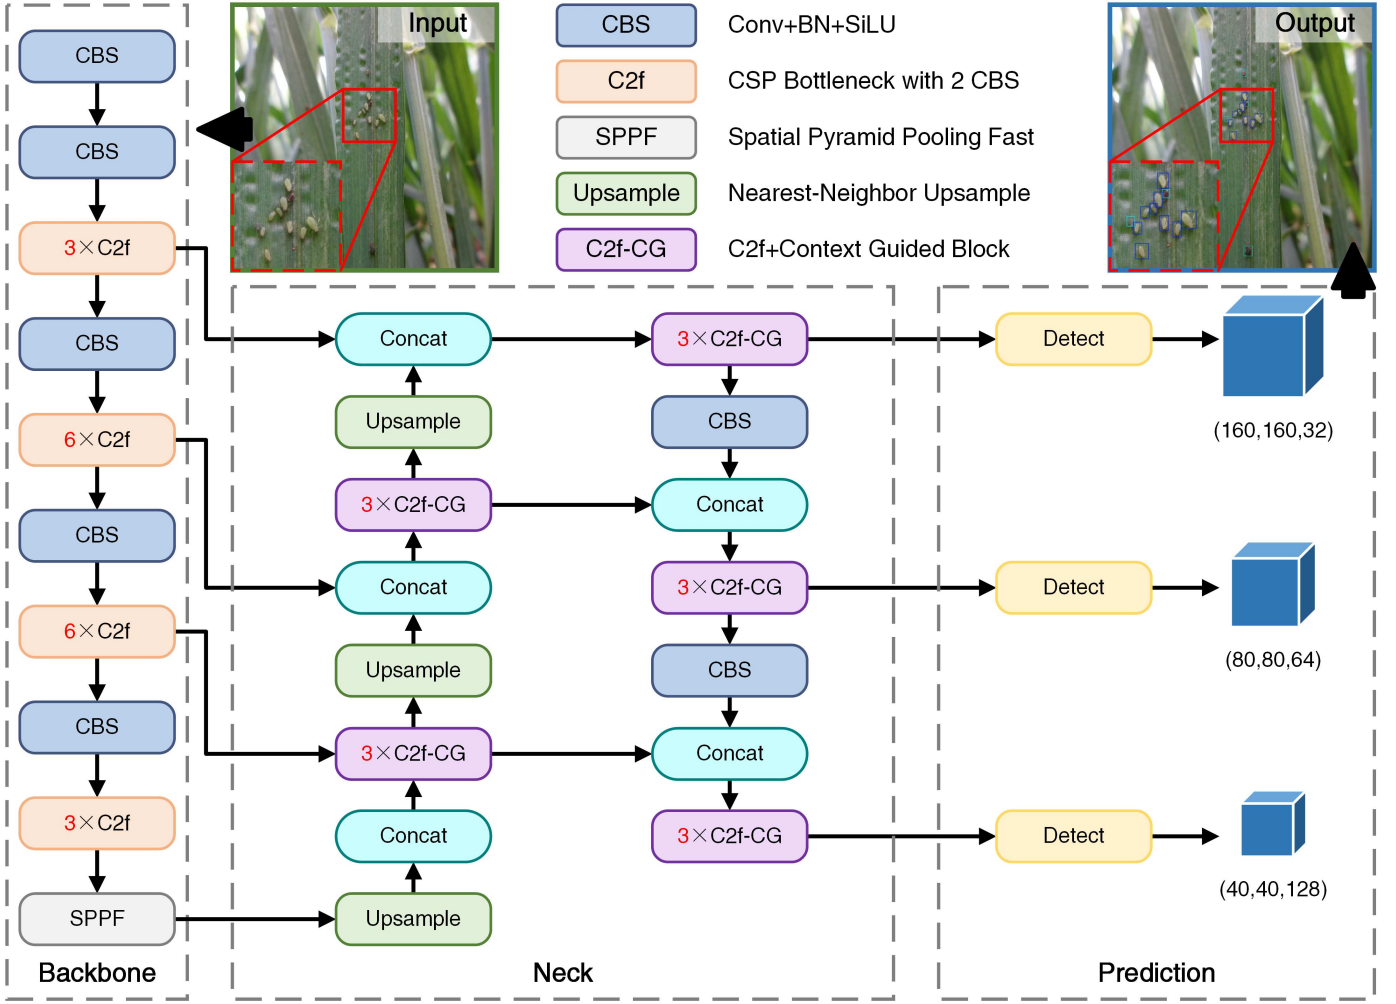 CBS
CBS
3×C2f
CBS
6×C2f
CBS
6×C2f
CBS
3×C2f
SPPF
Backbone
Input
CBS Conv+BN+SiLU
C2f CSP Bottleneck with 2 CBS
SPPF Spatial Pyramid Pooling Fast
Upsample Nearest-Neighbor Upsample
C2f-CG C2f+Context Guided Block
Output
Concat
Upsample
3×C2f-CG
Concat
Upsample
3×C2f-CG
Concat
Upsample
3×C2f-CG
CBS
Concat
3×C2f-CG
CBS
Concat
3×C2f-CG
Neck
Detect
(160,160,32)
Detect
(80,80,64)
Detect
(40,40,128)
Prediction